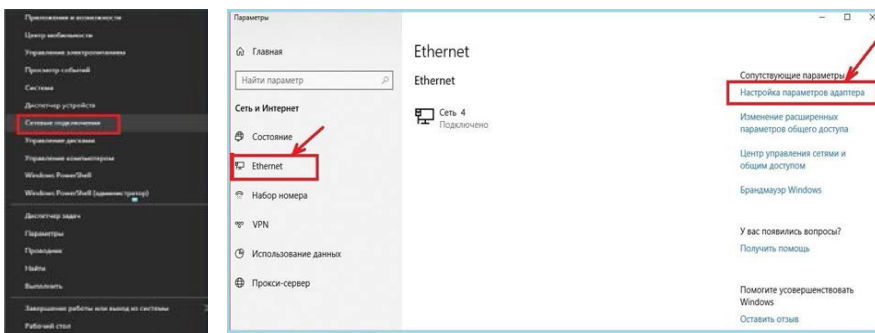 Приложения и возможности
Центр мобильности
Управление электропитанием
Просмотр событий
Система
Диспетчер устройств
Сетевые подключения
Управление дисками
Управление компьютером
Windows PowerShell
Windows PowerShell (администратор)
Диспетчер задач
Параметры
Проводник
Найти
Выполнить
Завершение работы или выход из системы
Рабочий стол
Параметры
Главная
Найти параметр
Сеть и Интернет
Состояние
Ethernet
Набор номера
VPN
Использование данных
Прокси-сервер
Ethernet
Ethernet
Сеть 4
Подключено
Сопутствующие параметры
Настройка параметров адаптера
Изменение расширенных
параметров общего доступа
Центр управления сетями и
общим доступом
Брандмауэр Windows
У вас появились вопросы?
Получить помощь
Помогите усовершенствовать
Windows
Оставить отзыв